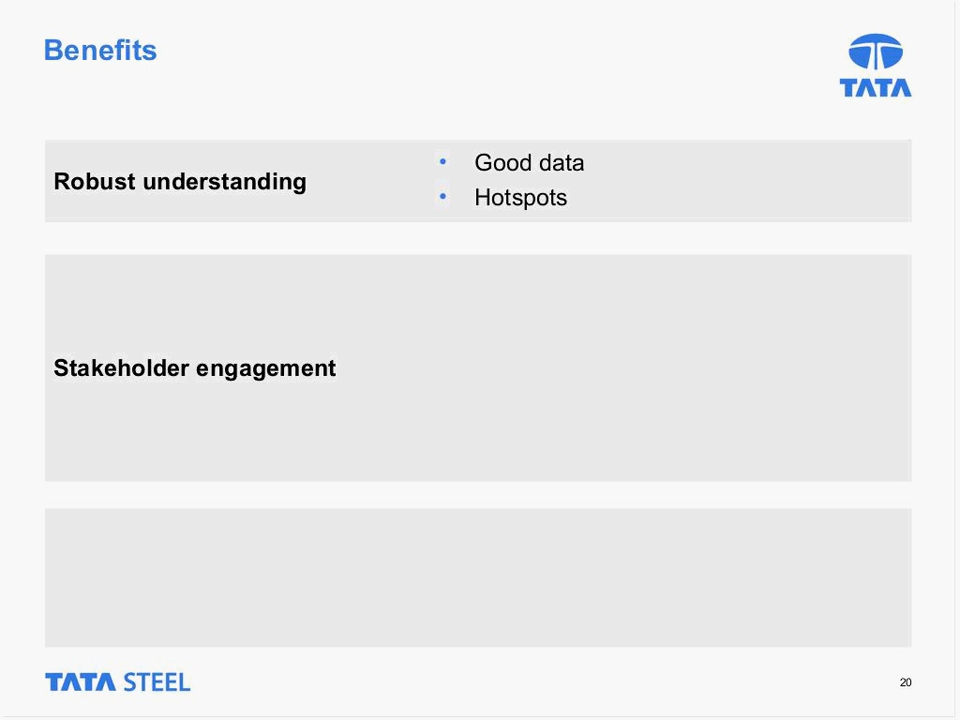 Benefits
TATA
Robust understanding
• Good data
• Hotspots
Stakeholder engagement
TATA STEEL
20